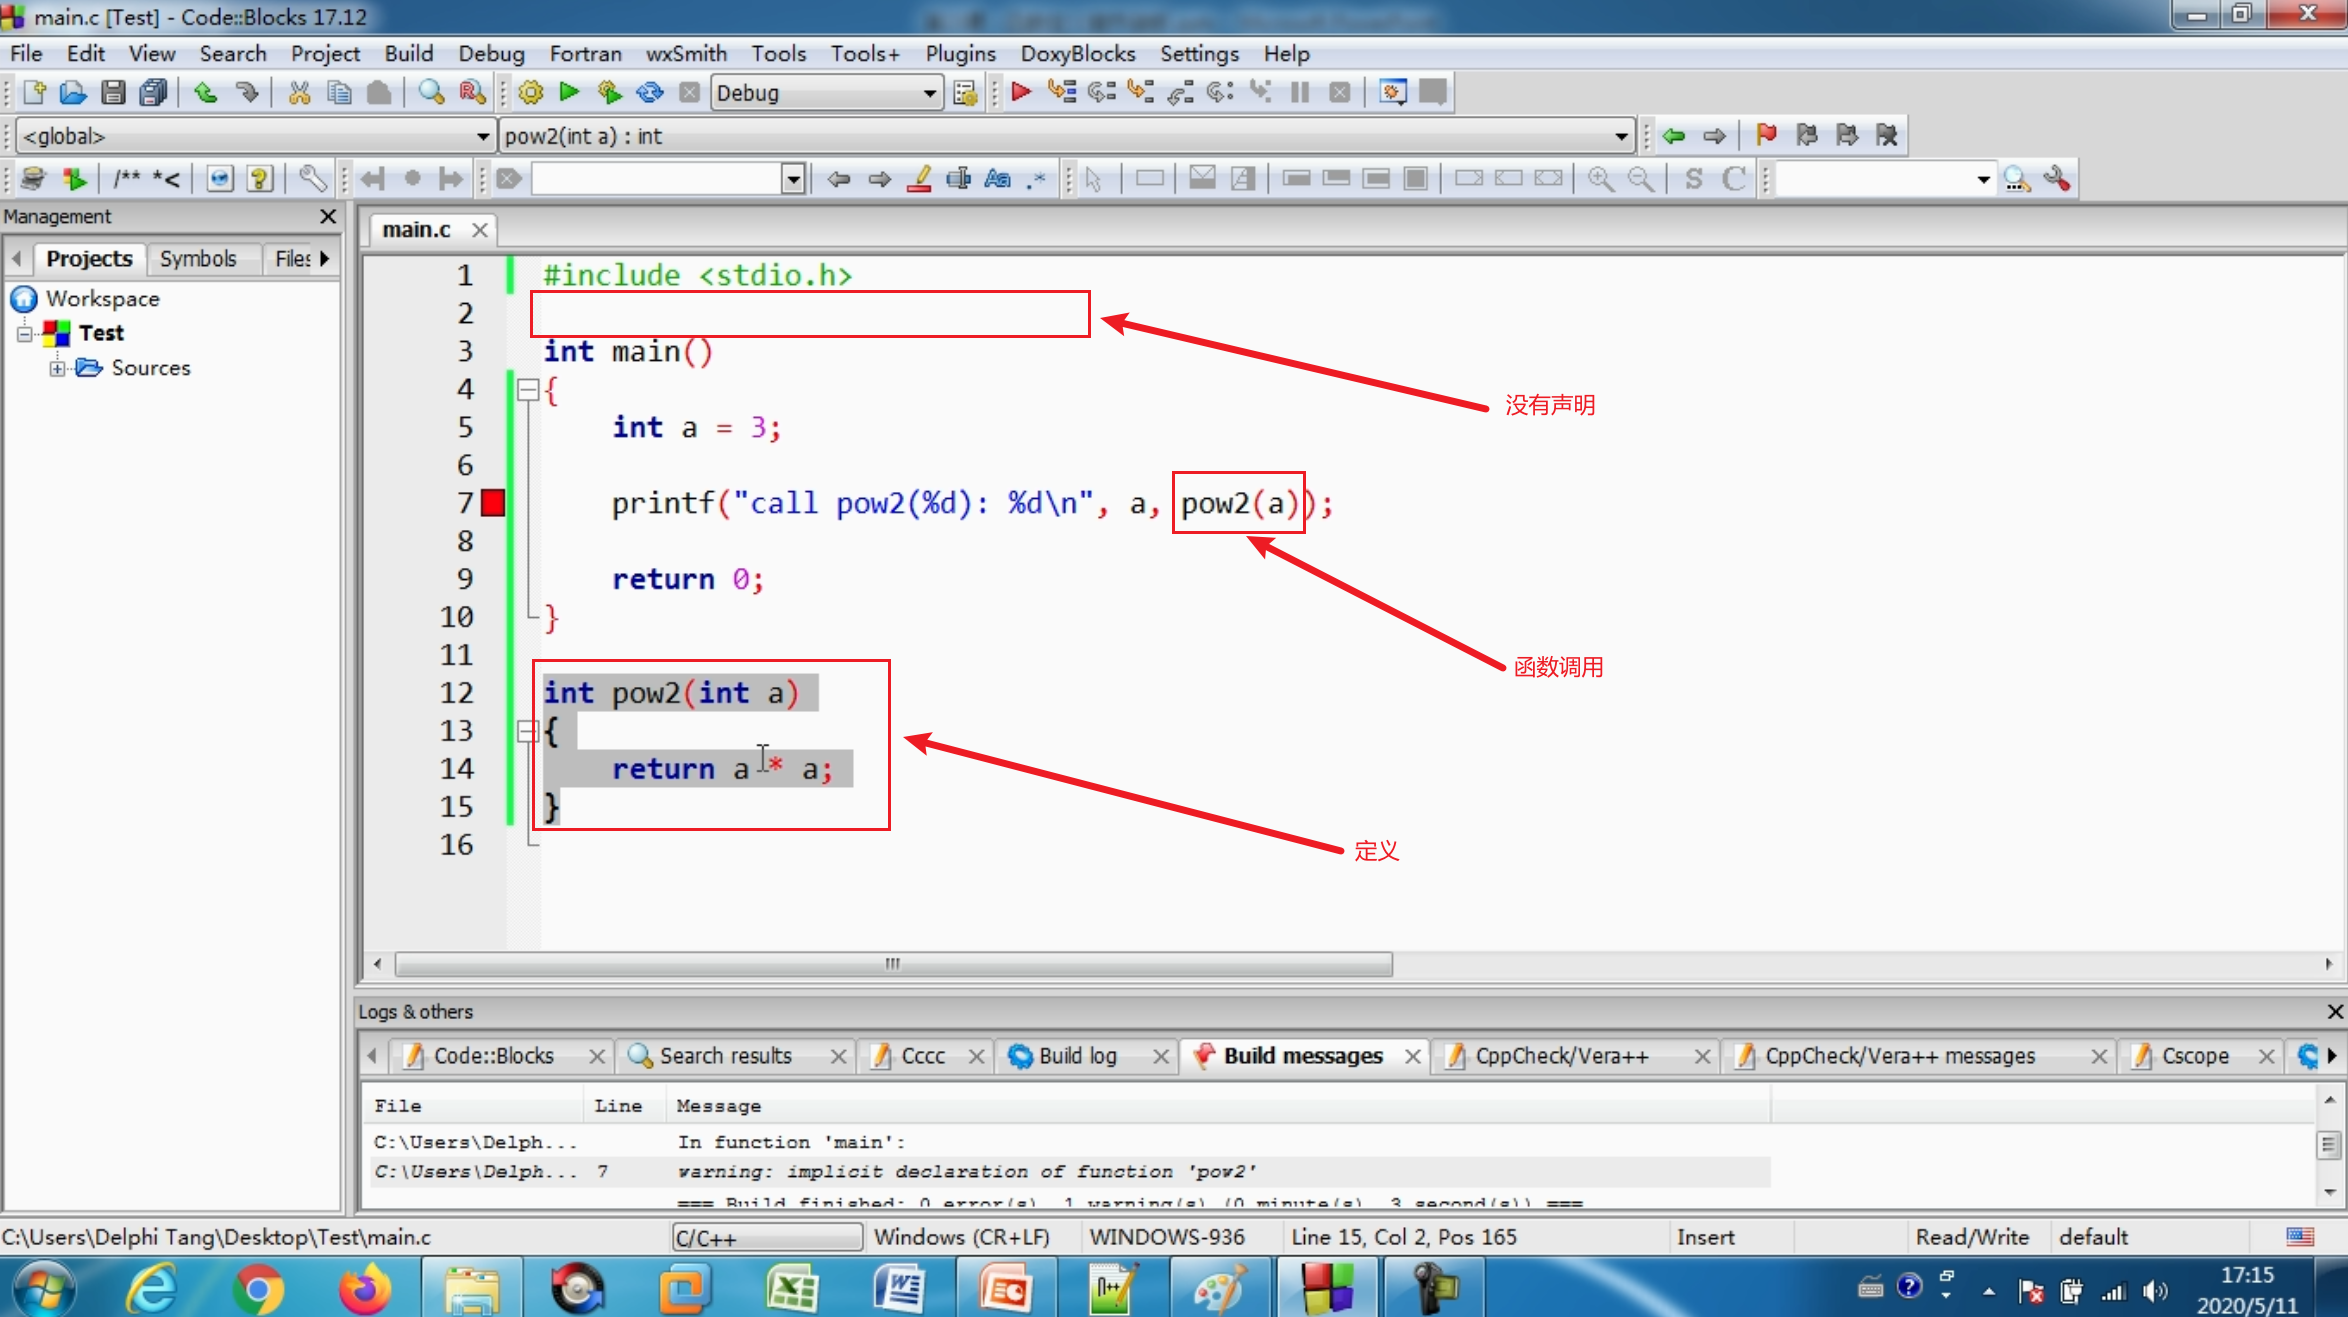 main.c [Test] - Code::Blocks 17.12
File Edit View Search Project Build Debug Fortran wxSmith Tools Tools+ Plugins DoxyBlocks Settings Help
Debug
<global> pow2(int a) : int
/** *<
Management
Projects Symbols Files
Workspace
Test
Sources
main.c
1 #include <stdio.h>
2
3 int main()
4 {
5 int a = 3;
6
7 printf("call pow2(%d): %d\n", a, pow2(a));
8
9 return 0;
10 }
11
12 int pow2(int a)
13 {
14 return a * a;
15 }
16
没有声明
函数调用
定义
Logs & others
Code::Blocks Search results Cccc Build log Build messages CppCheck/Vera++ CppCheck/Vera++ messages Cscope
File Line Message
C:\Users\Delph... In function 'main':
C:\Users\Delph... 7 warning: implicit declaration of function 'pow2'
=== Build finished: 0 error(s), 1 warning(s) (0 minute(s), 3 second(s)) ===
C:\Users\Delphi Tang\Desktop\Test\main.c C/C++ Windows (CR+LF) WINDOWS-936 Line 15, Col 2, Pos 165 Insert Read/Write default
17:15
2020/5/11